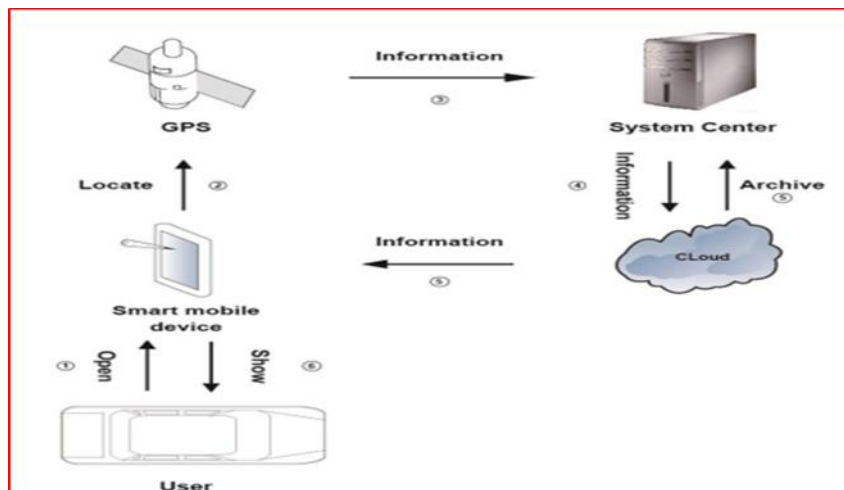 Information
③
GPS
System Center
Locate
②
④
Information
Archive
⑤
Information
CLoud
⑤
Smart mobile
device
①
Open
Show
⑥
User